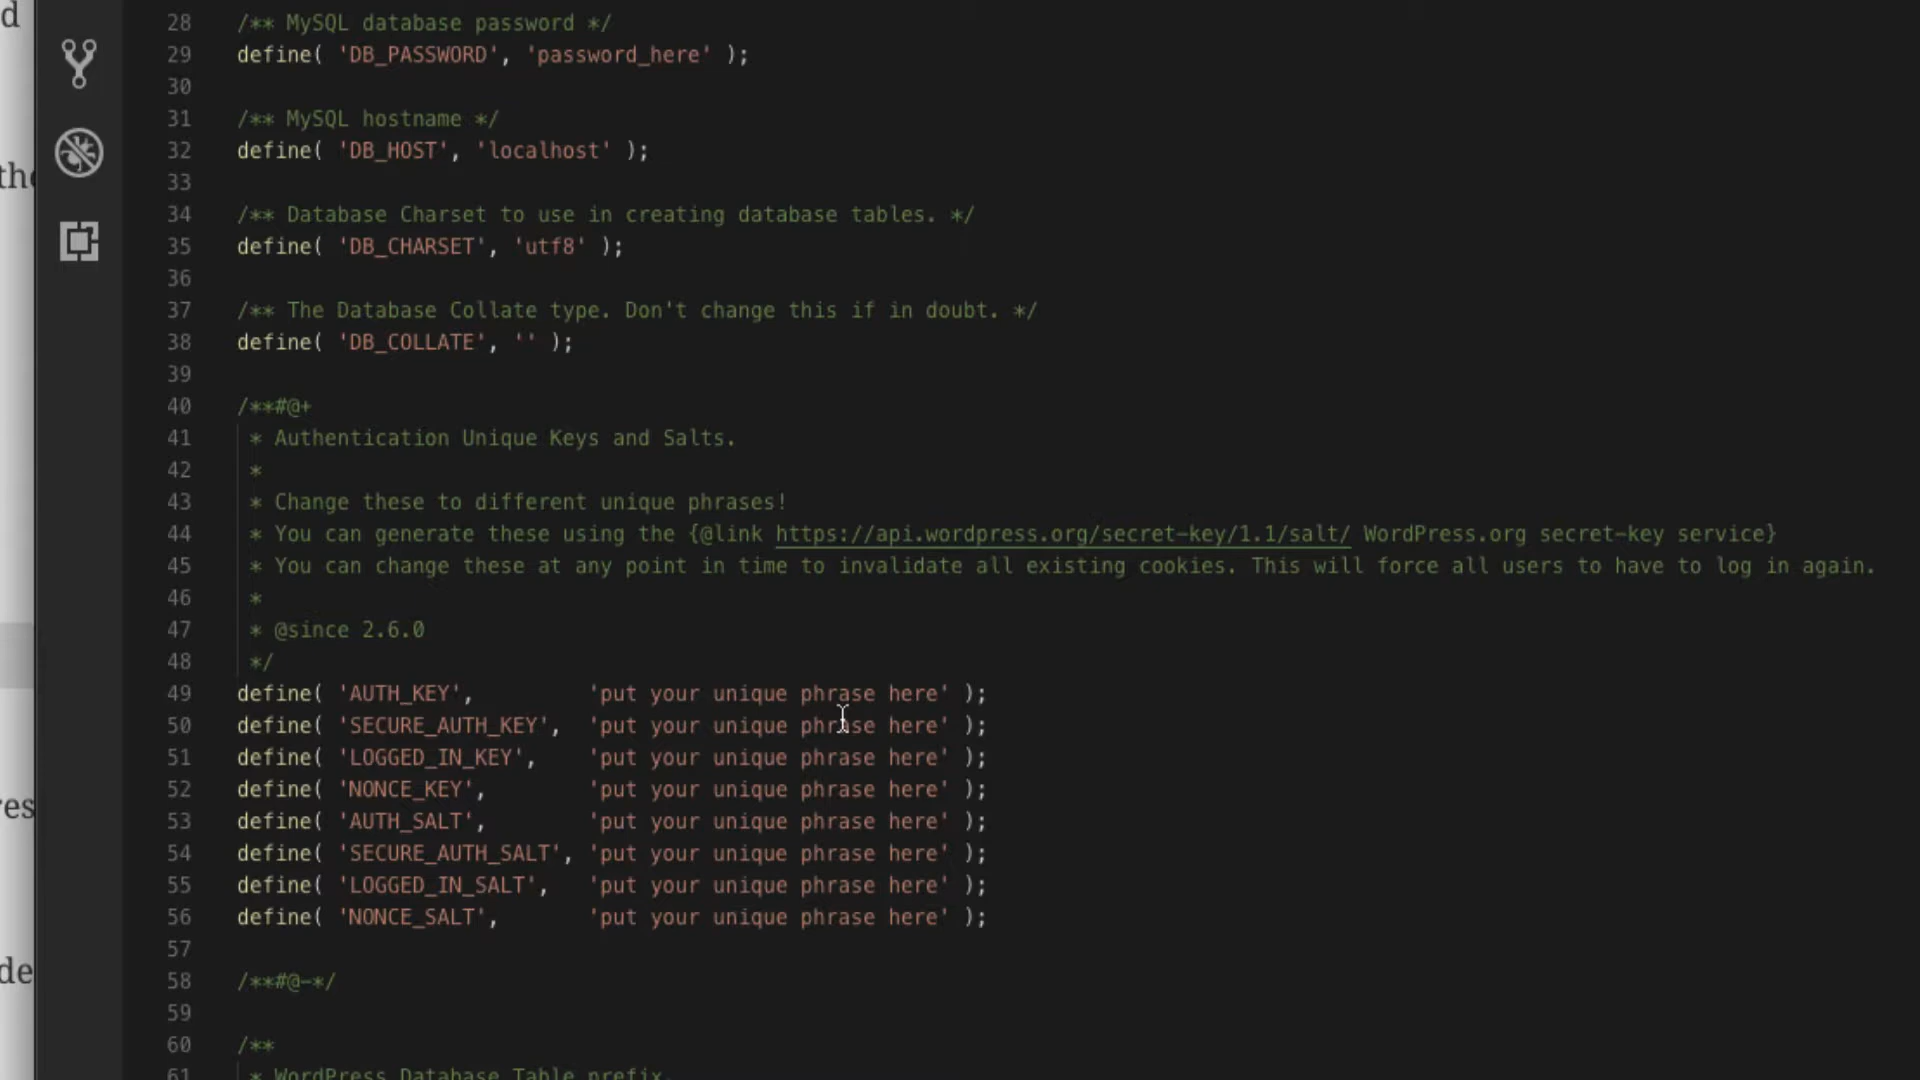 d
the
res
de
28 /** MySQL database password */
29 define( 'DB_PASSWORD', 'password_here' );
30
31 /** MySQL hostname */
32 define( 'DB_HOST', 'localhost' );
33
34 /** Database Charset to use in creating database tables. */
35 define( 'DB_CHARSET', 'utf8' );
36
37 /** The Database Collate type. Don't change this if in doubt. */
38 define( 'DB_COLLATE', '' );
39
40 /**#@+
41  * Authentication Unique Keys and Salts.
42  *
43  * Change these to different unique phrases!
44  * You can generate these using the {@link https://api.wordpress.org/secret-key/1.1/salt/ WordPress.org secret-key service}
45  * You can change these at any point in time to invalidate all existing cookies. This will force all users to have to log in again.
46  *
47  * @since 2.6.0
48  */
49 define( 'AUTH_KEY',         'put your unique phrase here' );
50 define( 'SECURE_AUTH_KEY',  'put your unique phrase here' );
51 define( 'LOGGED_IN_KEY',    'put your unique phrase here' );
52 define( 'NONCE_KEY',        'put your unique phrase here' );
53 define( 'AUTH_SALT',        'put your unique phrase here' );
54 define( 'SECURE_AUTH_SALT', 'put your unique phrase here' );
55 define( 'LOGGED_IN_SALT',   'put your unique phrase here' );
56 define( 'NONCE_SALT',       'put your unique phrase here' );
57
58 /**#@-*/
59
60 /**
61  * WordPress Database Table prefix.